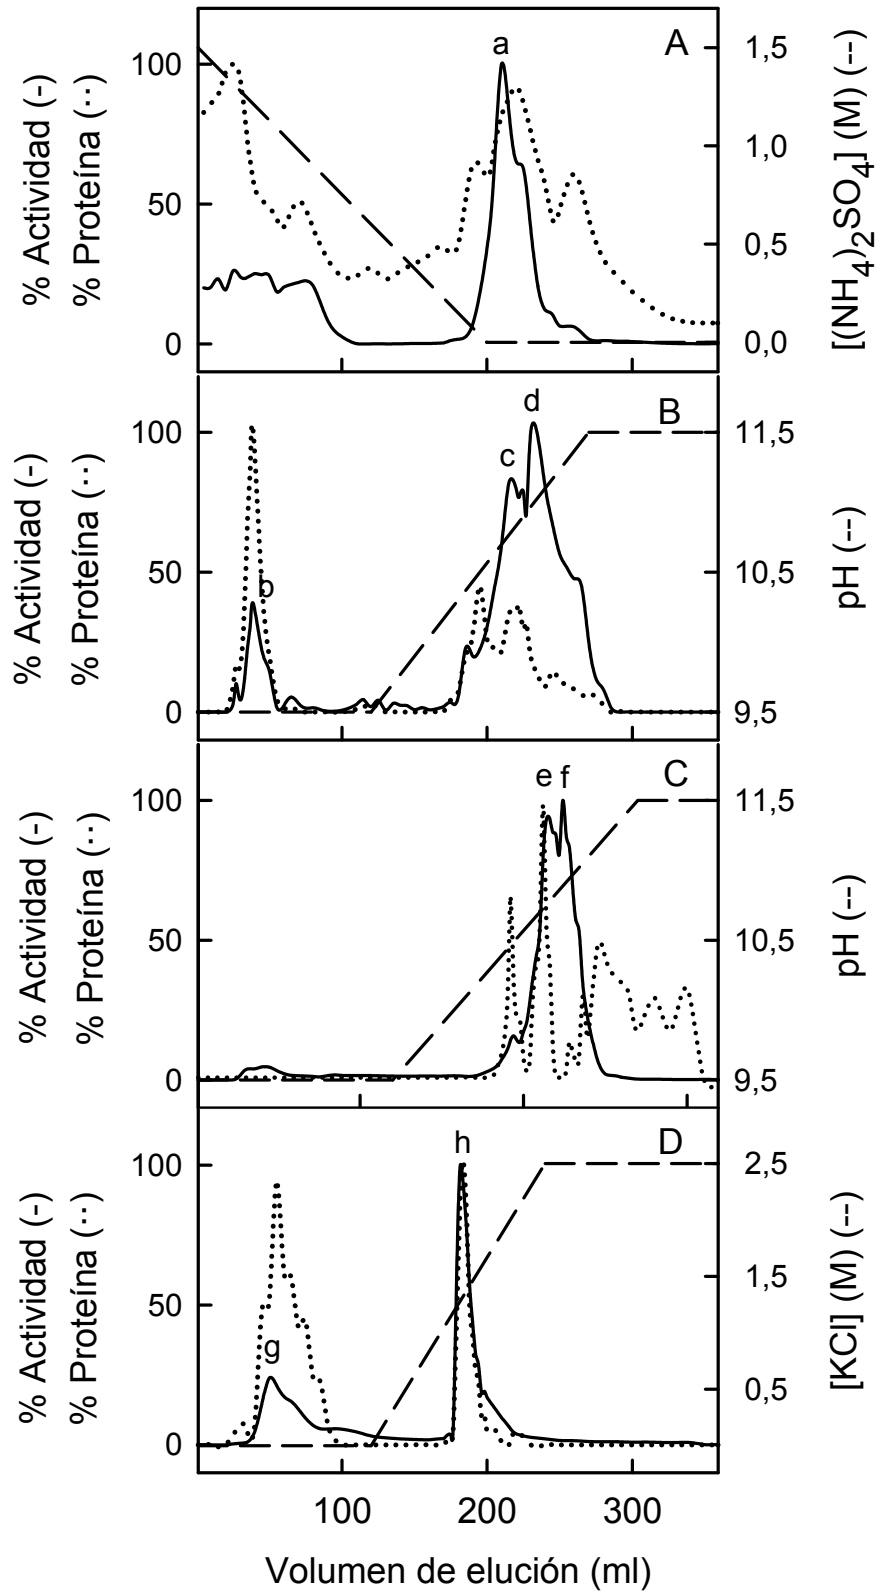 A
a
100
50
0
% Actividad (-)
% Proteína (··)
1,5
1,0
0,5
0,0
[(NH4)2SO4] (M) (--)
B
b
c
d
100
50
0
% Actividad (-)
% Proteína (··)
11,5
10,5
9,5
pH (--)
C
e f
100
50
0
% Actividad (-)
% Proteína (··)
11,5
10,5
9,5
pH (--)
D
g
h
100
50
0
% Actividad (-)
% Proteína (··)
2,5
1,5
0,5
[KCl] (M) (--)
100 200 300
Volumen de elución (ml)